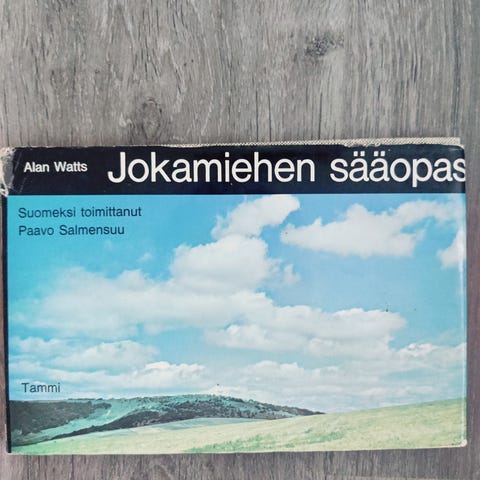 Alan Watts Jokamiehen sääopas
Suomeksi toimittanut
Paavo Salmensuu
Tammi